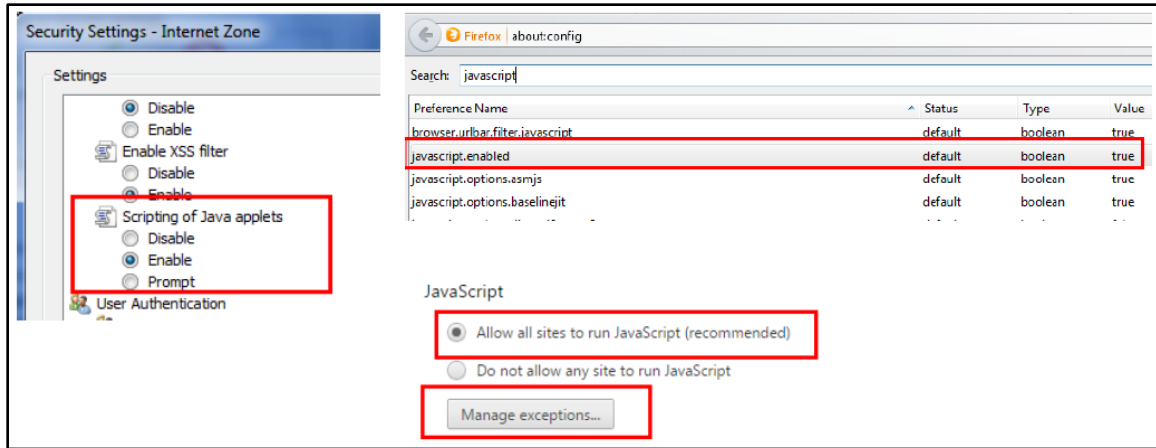 Security Settings - Internet Zone
Settings
Disable
Enable
Enable XSS filter
Disable
Enable
Scripting of Java applets
Disable
Enable
Prompt
User Authentication
Firefox about:config
Search: javascript
Preference Name Status Type Value
browser.urlbar.filter.javascript default boolean true
javascript.enabled default boolean true
javascript.options.asmjs default boolean true
javascript.options.baselinejit default boolean true
JavaScript
Allow all sites to run JavaScript (recommended)
Do not allow any site to run JavaScript
Manage exceptions...